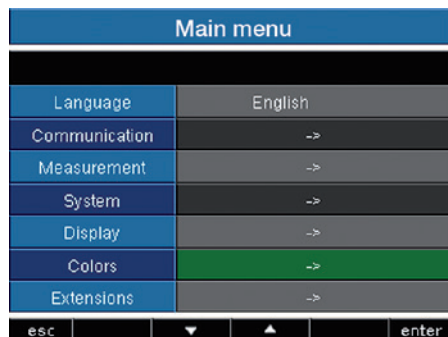 Main menu
Language English
Communication ->
Measurement ->
System ->
Display ->
Colors ->
Extensions ->
esc ▼ ▲ enter